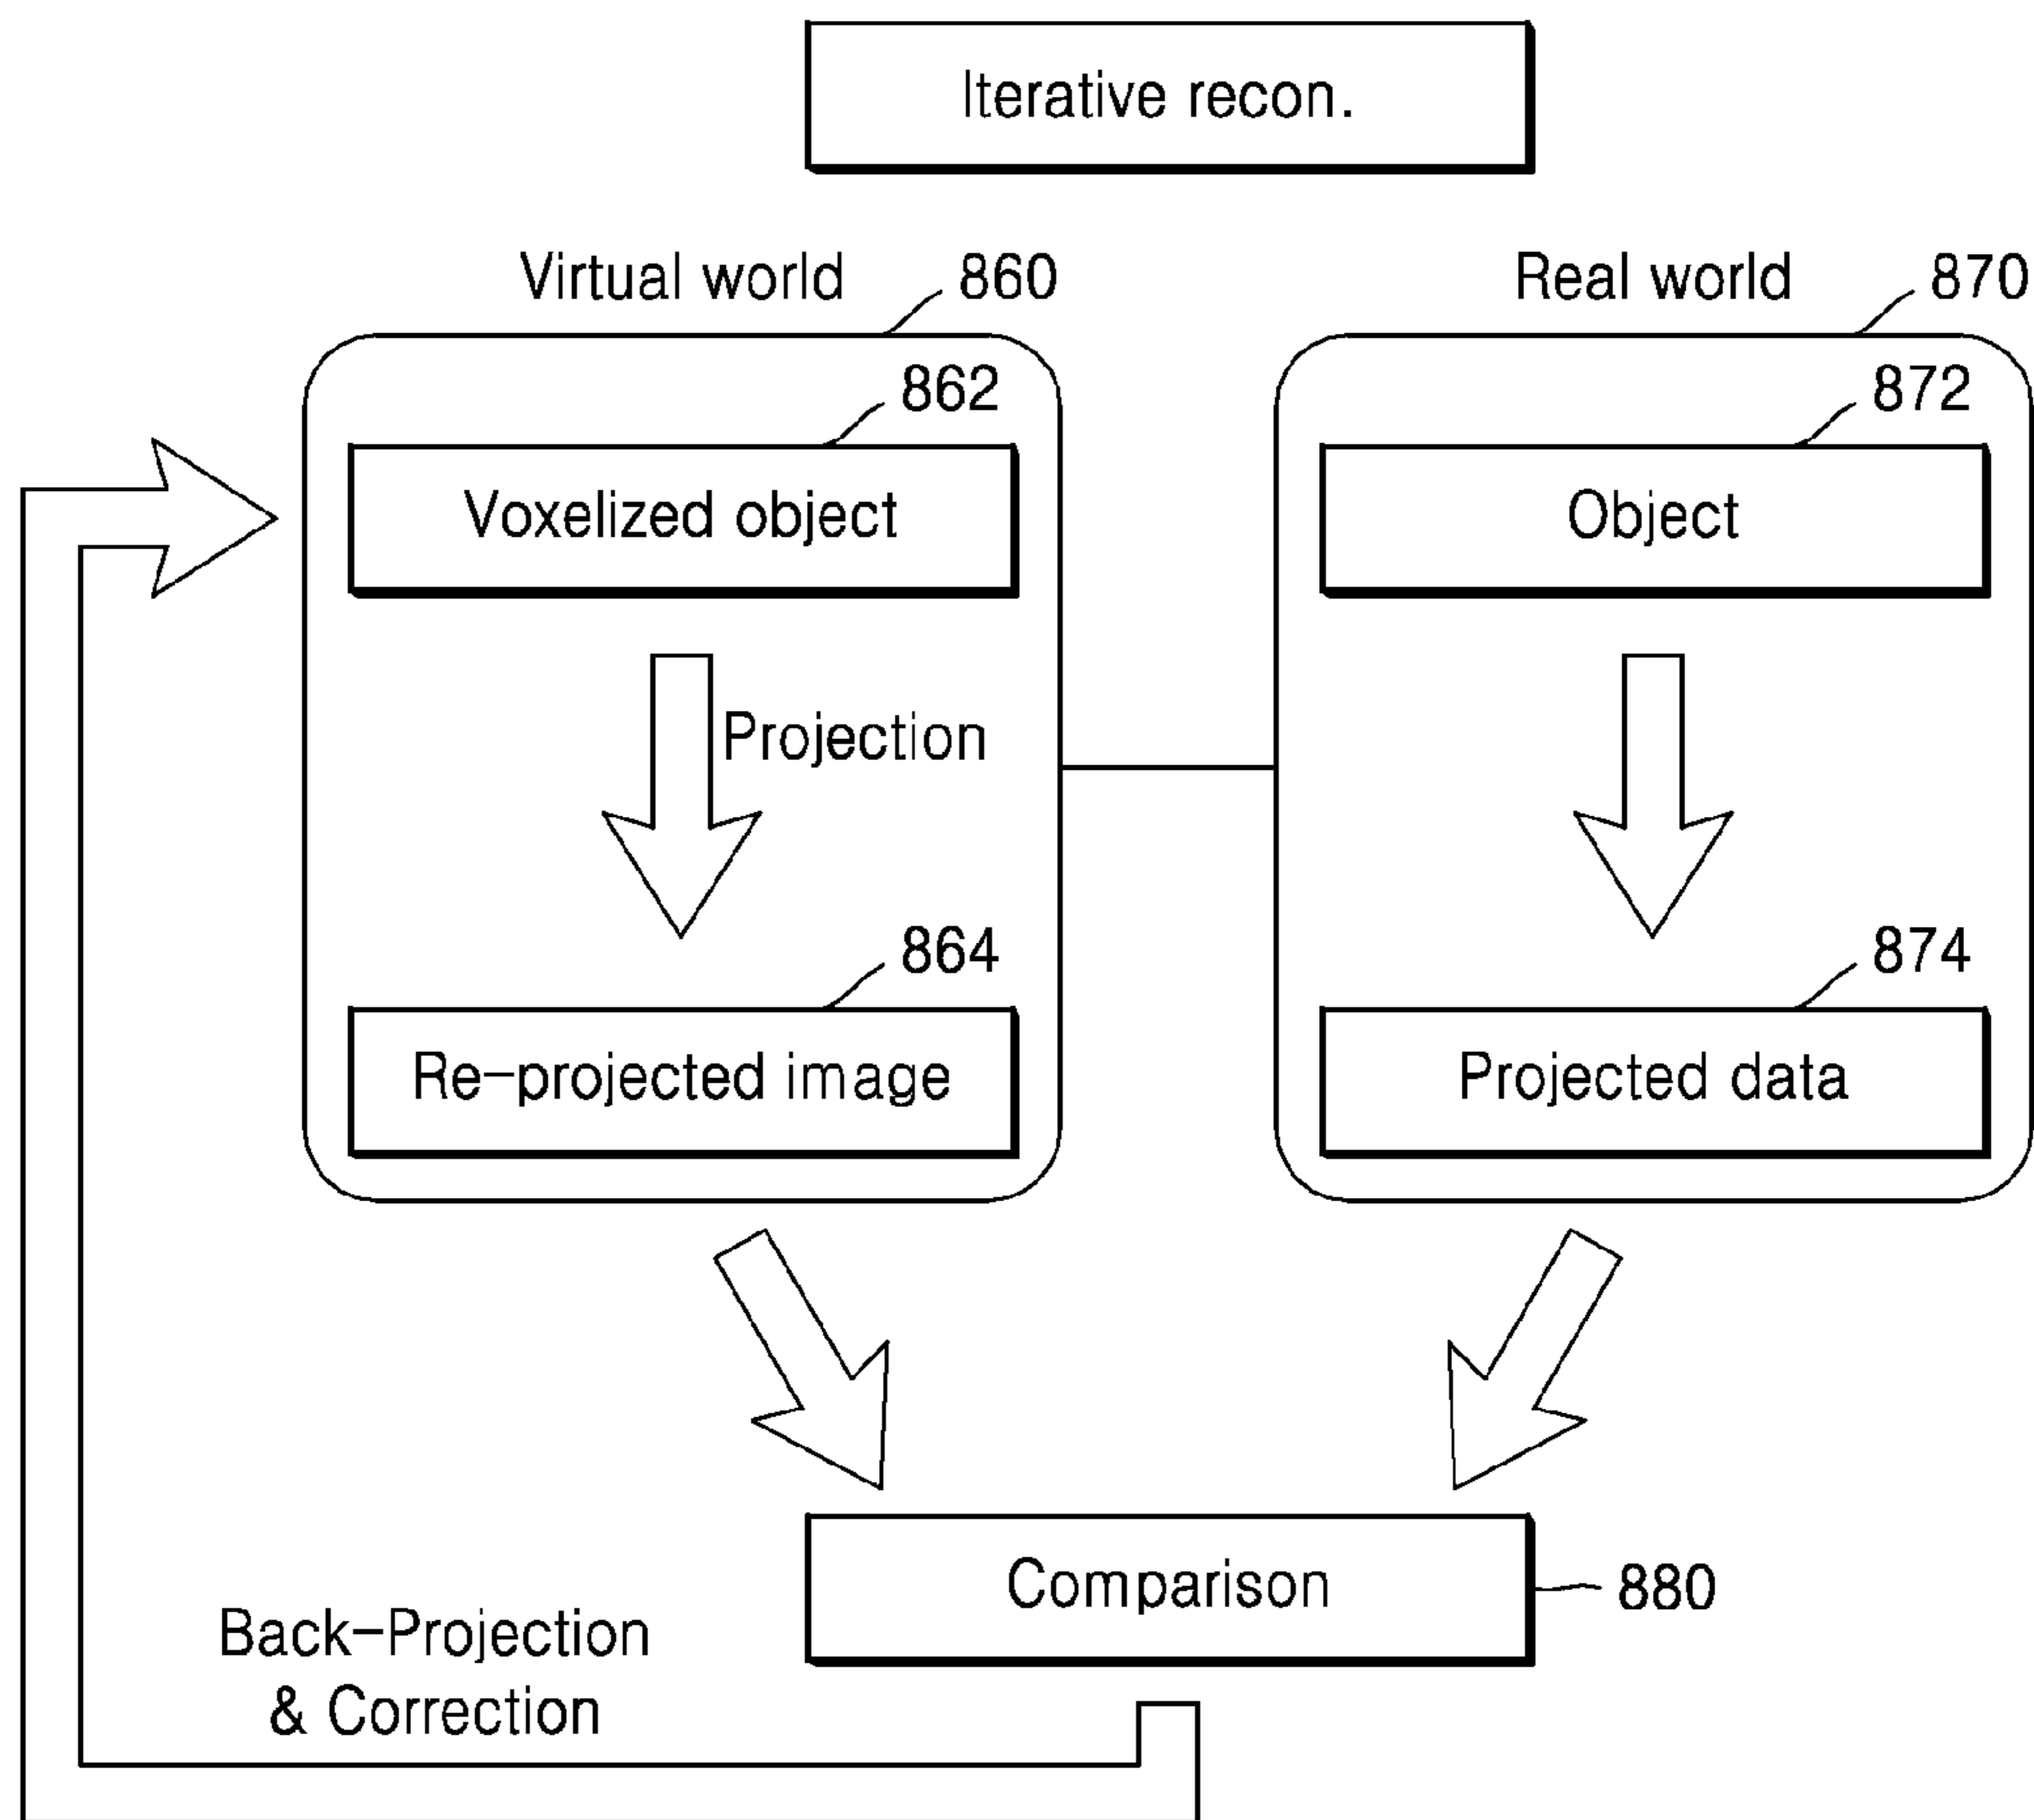 Iterative recon.
Virtual world 860
Real world 870
862
Voxelized object
872
Object
Projection
864
Re-projected image
874
Projected data
Comparison 880
Back-Projection
& Correction